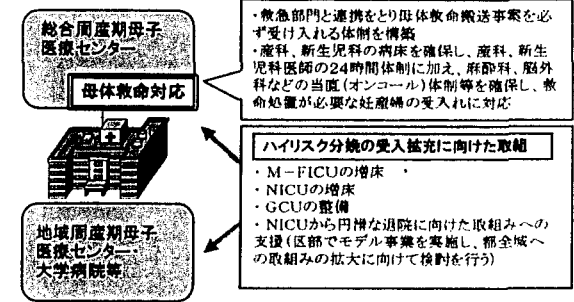 総合周産期母子
医療センター
母体救命対応
・救急部門と連携をとり母体救命搬送事案を必
ず受け入れる体制を構築
・産科、新生児科の病床を確保し、産科、新生
児科医師の24時間体制に加え、麻酔科、脳外
科などの当直(オンコール)体制等を確保し、救
命処置が必要な妊産婦の受入れに対応
ハイリスク分娩の受入拡充に向けた取組
・M-FICUの増床
・NICUの増床
・GCUの整備
・NICUから円滑な退院に向けた取組みへの
支援(区部でモデル事業を実施し、都全域へ
の取組みの拡大に向けて検討を行う)
地域周産期母子
医療センター・
大学病院等